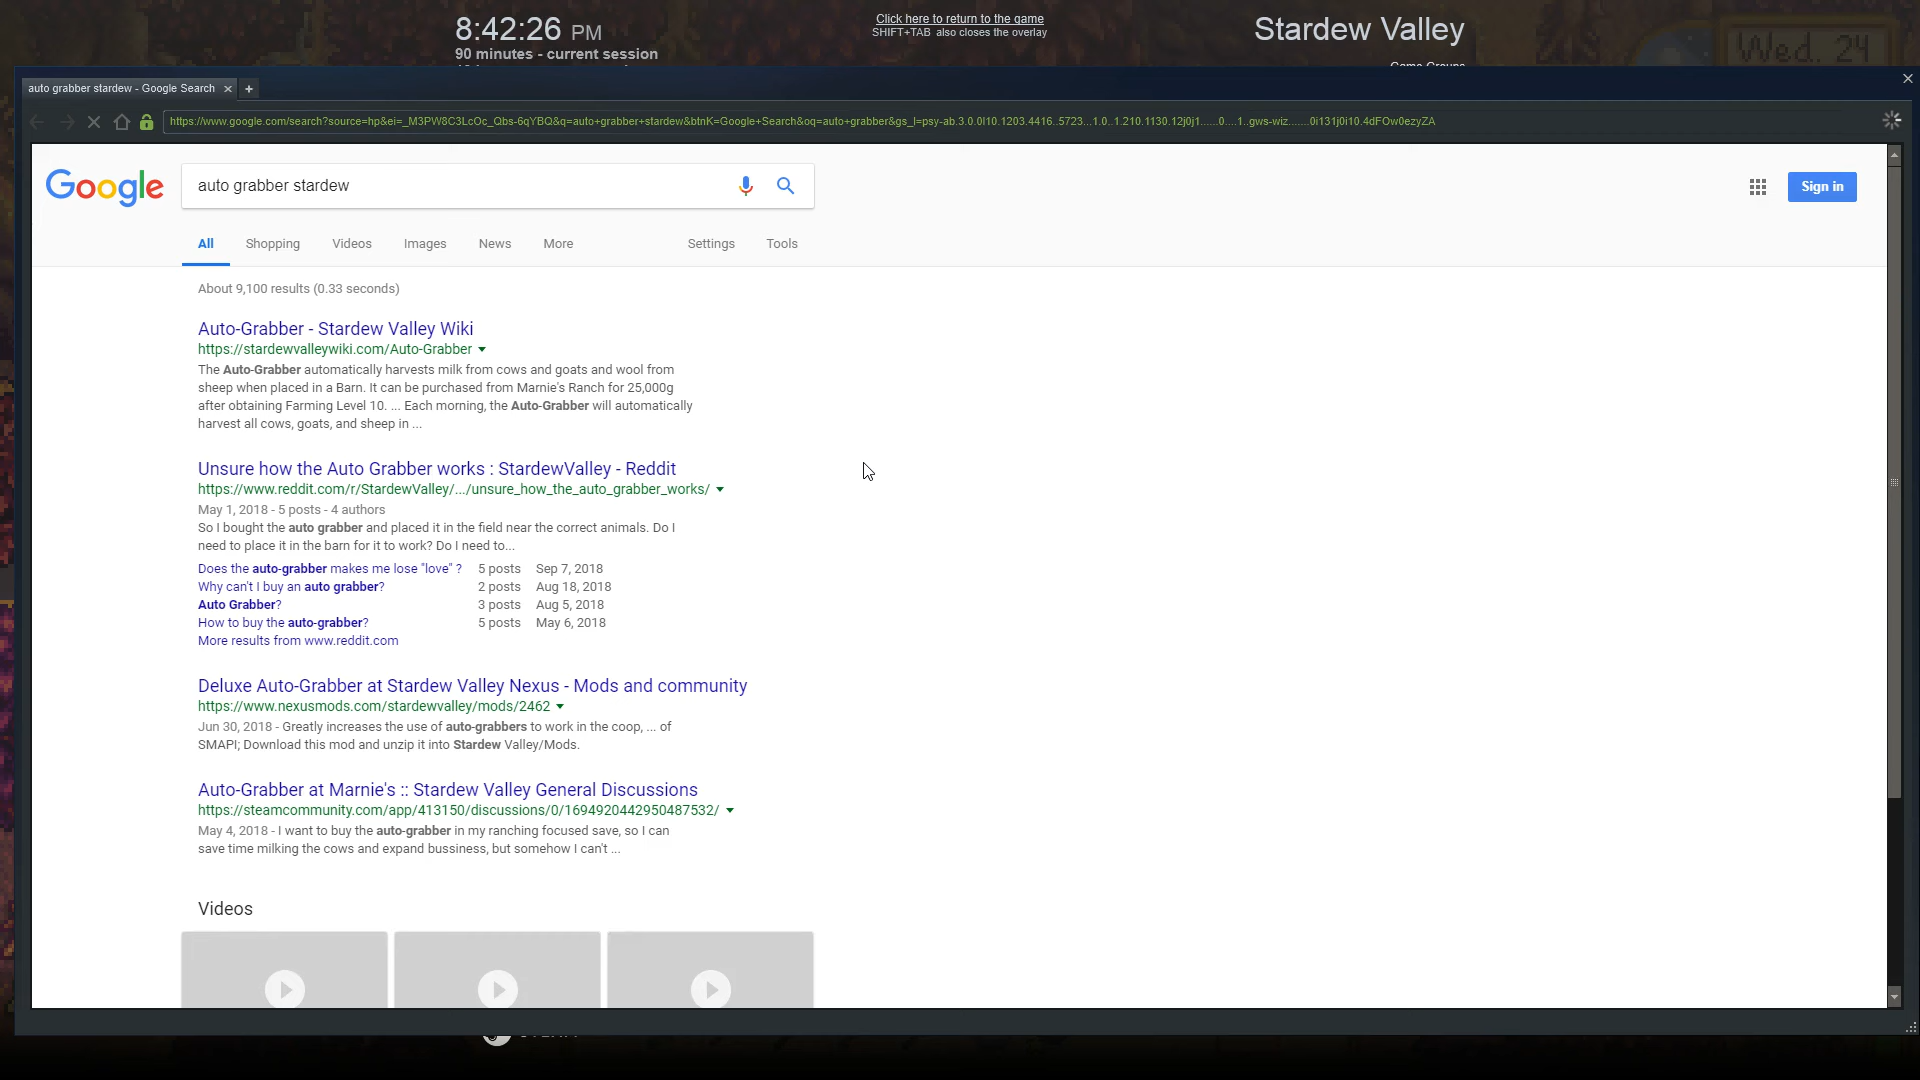 8:42:26 PM
90 minutes - current session
Click here to return to the game
SHIFT+TAB also closes the overlay
Stardew Valley
Game Groups
Wed. 24
auto grabber stardew - Google Search
https://www.google.com/search?source=hp&ei=_M3PW8C3LcOc_Qbs-6qYBQ&q=auto+grabber+stardew&btnK=Google+Search&oq=auto+grabber&gs_l=psy-ab.3.0.0l10.1203.4416..5723...1.0..1.210.1130.12j0j1......0....1..gws-wiz.......0i131j0i10.4dFOw0ezyZA
Google
auto grabber stardew
Sign in
All Shopping Videos Images News More Settings Tools
About 9,100 results (0.33 seconds)
Auto-Grabber - Stardew Valley Wiki
https://stardewvalleywiki.com/Auto-Grabber
The Auto-Grabber automatically harvests milk from cows and goats and wool from
sheep when placed in a Barn. It can be purchased from Marnie's Ranch for 25,000g
after obtaining Farming Level 10. ... Each morning, the Auto-Grabber will automatically
harvest all cows, goats, and sheep in ...
Unsure how the Auto Grabber works : StardewValley - Reddit
https://www.reddit.com/r/StardewValley/.../unsure_how_the_auto_grabber_works/
May 1, 2018 - 5 posts - 4 authors
So I bought the auto grabber and placed it in the field near the correct animals. Do I
need to place it in the barn for it to work? Do I need to...
Does the auto-grabber makes me lose "love" ? 5 posts Sep 7, 2018
Why can't I buy an auto grabber? 2 posts Aug 18, 2018
Auto Grabber? 3 posts Aug 5, 2018
How to buy the auto-grabber? 5 posts May 6, 2018
More results from www.reddit.com
Deluxe Auto-Grabber at Stardew Valley Nexus - Mods and community
https://www.nexusmods.com/stardewvalley/mods/2462
Jun 30, 2018 - Greatly increases the use of auto-grabbers to work in the coop, ... of
SMAPI; Download this mod and unzip it into Stardew Valley/Mods.
Auto-Grabber at Marnie's :: Stardew Valley General Discussions
https://steamcommunity.com/app/413150/discussions/0/1694920442950487532/
May 4, 2018 - I want to buy the auto-grabber in my ranching focused save, so I can
save time milking the cows and expand bussiness, but somehow I can't ...
Videos